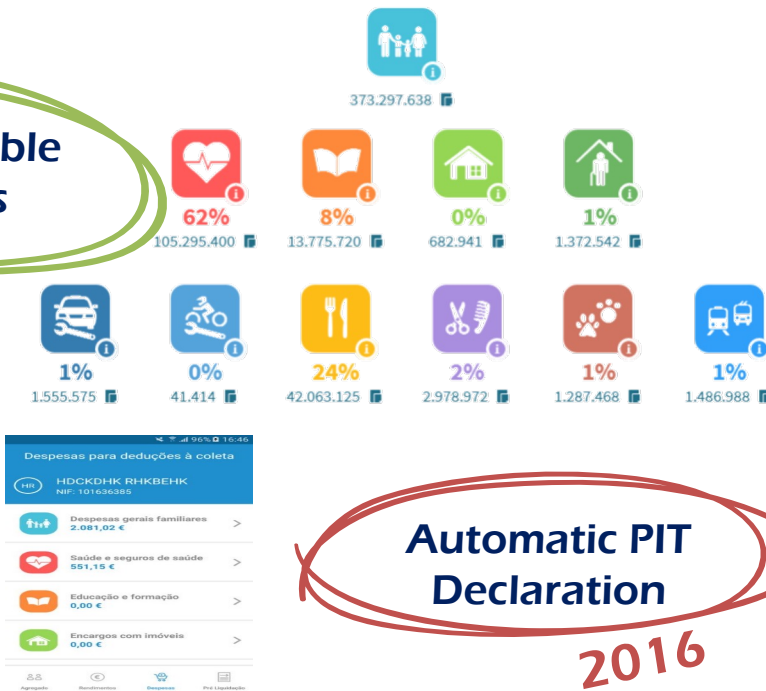 373.297.638
ble
s
62%
8%
0%
1%
105.295.400
13.775.720
682.941
1.372.542
1%
0%
24%
2%
1%
1%
1.555.575
41.414
42.063.125
2.978.972
1.287.468
1.486.988
96% 16:46
Despesas para deduções à coleta
HR
HDCKDHK RHKBEHK
NIF: 101636385
Despesas gerais familiares
2.081,02 €
Saúde e seguros de saúde
551,15 €
Educação e formação
0,00 €
Encargos com imóveis
0,00 €
Agregado Rendimentos Despesas Pré Liquidação
Automatic PIT
Declaration
2016